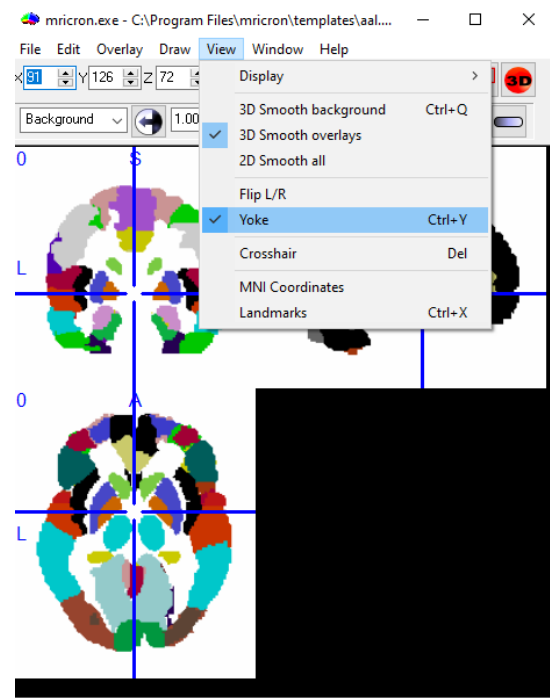 mricron.exe - C:\Program Files\mricron\templates\aal....
File Edit Overlay Draw View Window Help
X 91 Y 126 Z 72
3D
Background 1.00
Display
3D Smooth background Ctrl+Q
3D Smooth overlays
2D Smooth all
Flip L/R
Yoke Ctrl+Y
Crosshair Del
MNI Coordinates
Landmarks Ctrl+X
0 S
L
0 A
L